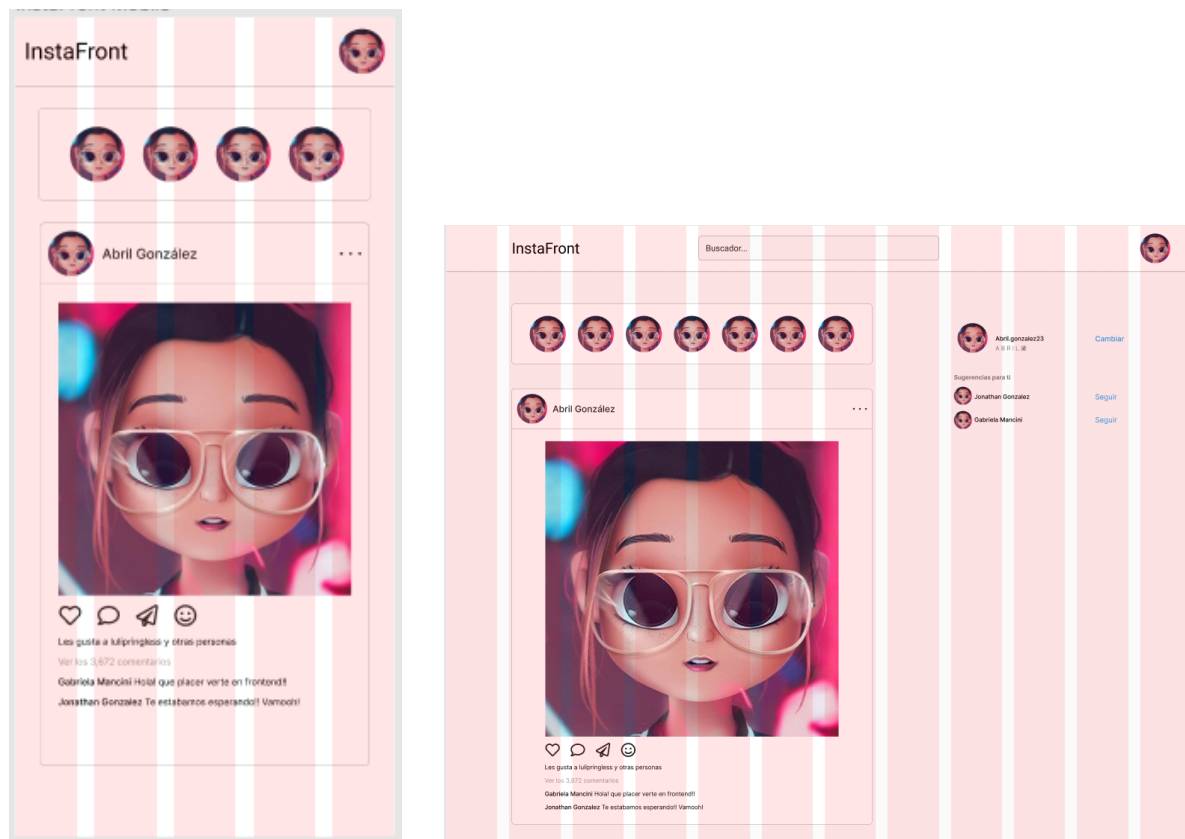 InstaFront
Abril González
Les gusta a lulipringless y otras personas
Ver los 3,672 comentarios
Gabriela Mancini Hola! que placer verte en frontend!!
Jonathan Gonzalez Te estabamos esperando!! Vamooh!
InstaFront
Buscador...
Abril.gonzalez23
Cambiar
A B R I L
Sugerencias para ti
Jonathan Gonzalez
Seguir
Gabriela Mancini
Seguir
Abril González
Les gusta a lulipringless y otras personas
Ver los 3,672 comentarios
Gabriela Mancini Hola! que placer verte en frontend!!
Jonathan Gonzalez Te estabamos esperando!! Vamooh!